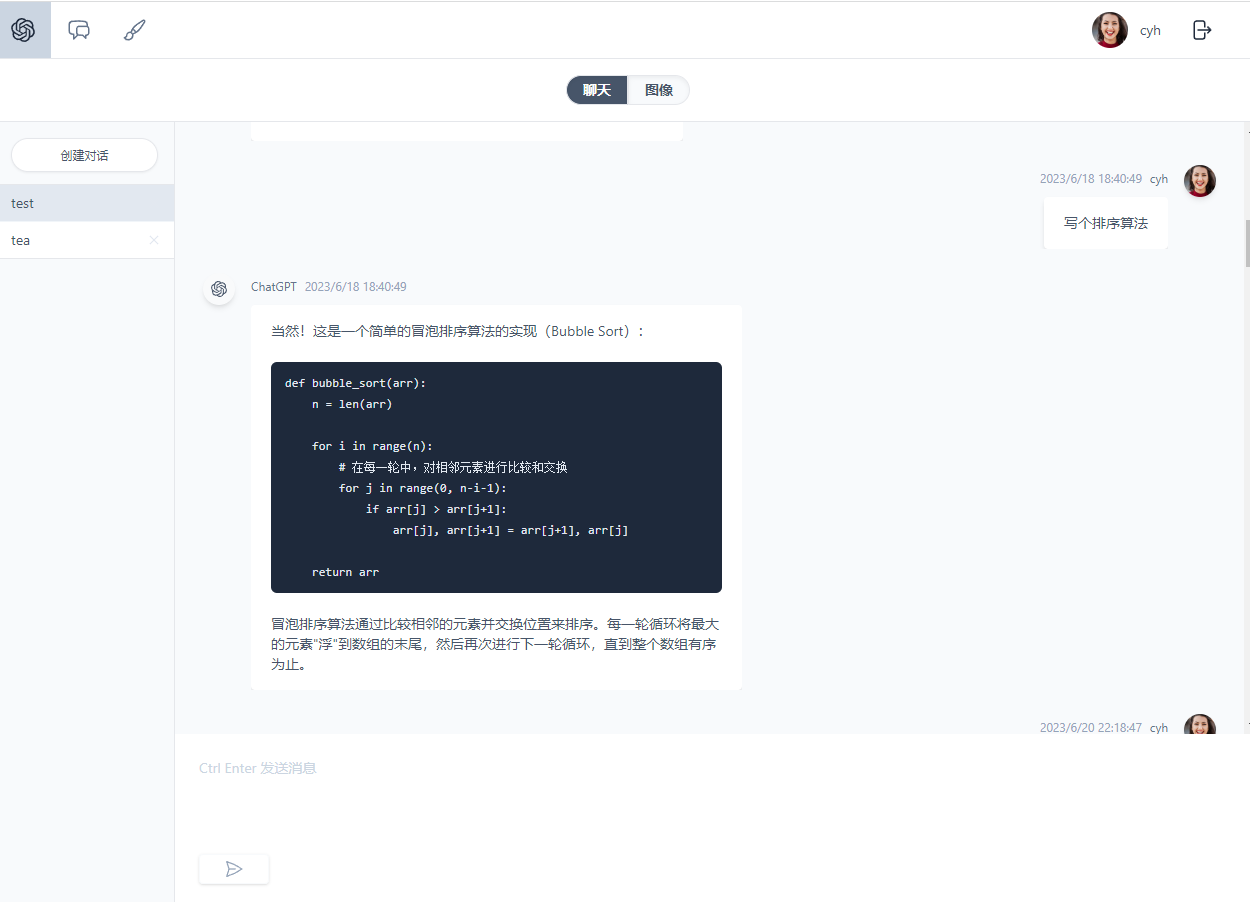 cyh
聊天 图像
创建对话
test
tea
2023/6/18 18:40:49 cyh
写个排序算法
ChatGPT 2023/6/18 18:40:49
当然！这是一个简单的冒泡排序算法的实现（Bubble Sort）：
def bubble_sort(arr):
    n = len(arr)
    for i in range(n):
        # 在每一轮中，对相邻元素进行比较和交换
        for j in range(0, n-i-1):
            if arr[j] > arr[j+1]:
                arr[j], arr[j+1] = arr[j+1], arr[j]
    return arr
冒泡排序算法通过比较相邻的元素并交换位置来排序。每一轮循环将最大
的元素"浮"到数组的末尾，然后再次进行下一轮循环，直到整个数组有序
为止。
2023/6/20 22:18:47 cyh
Ctrl Enter 发送消息